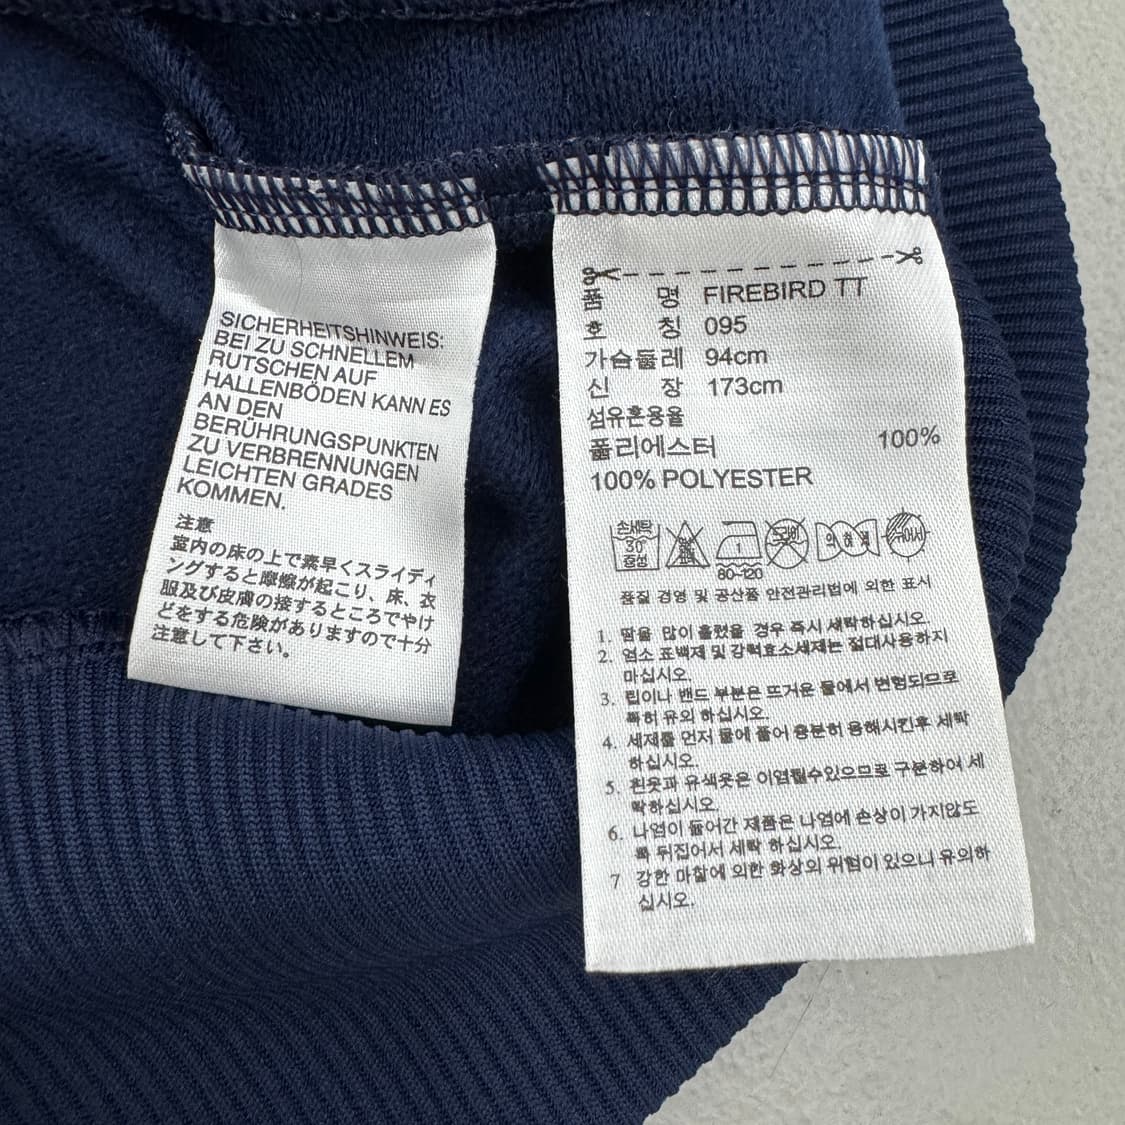 SICHERHEITSHINWEIS:
BEI ZU SCHNELLEM
RUTSCHEN AUF
HALLENBÖDEN KANN ES
AN DEN
BERÜHRUNGSPUNKTEN
ZU VERBRENNUNGEN
LEICHTEN GRADES
KOMMEN.
注意
室内の床の上で素早くスライディ
ングすると摩擦が起こり、床、衣
服及び皮膚の接するところでやけ
どをする危険がありますので十分
注意して下さい。
품 명 FIREBIRD TT
호 칭 095
가슴둘레 94cm
신 장 173cm
섬유혼용율
폴리에스터 100%
100% POLYESTER
손세탁 30° 중성 1 80-120
품질 경영 및 공산품 안전관리법에 의한 표시
1. 땀을 많이 흘렸을 경우 즉시 세탁하십시오.
2. 염소 표백제 및 강력효소세제는 절대사용하지
마십시오.
3. 립이나 밴드 부분은 뜨거운 물에서 변형되므로
특히 유의 하십시오.
4. 세제를 먼저 물에 풀어 충분히 용해시킨후 세탁
하십시오.
5. 흰옷과 유색옷은 이염될수있으므로 구분하여 세
탁하십시오.
6. 나염이 들어간 제품은 나염에 손상이 가지않도
록 뒤집어서 세탁 하십시오.
7 강한 마찰에 의한 화상의 위험이 있으니 유의하
십시오.